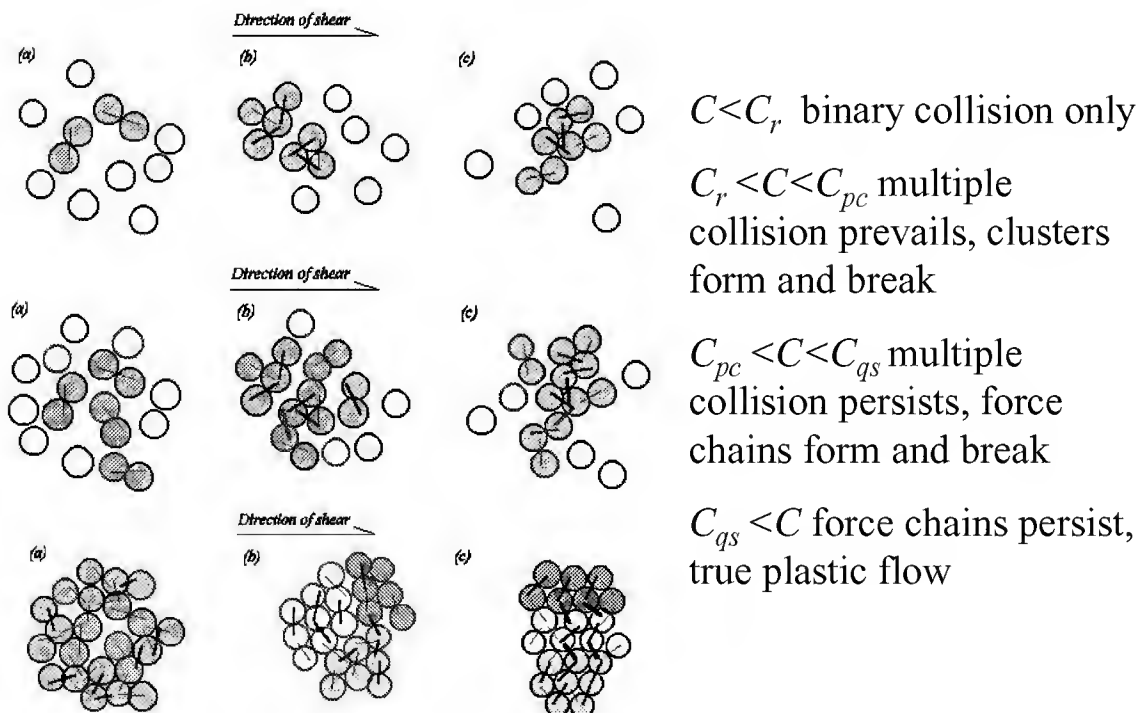 Direction of shear
(a)
(b)
(c)
Direction of shear
(a)
(b)
(c)
Direction of shear
(a)
(b)
(c)
C<C_r binary collision only
C_r <C<C_pc multiple
collision prevails, clusters
form and break
C_pc <C<C_qs multiple
collision persists, force
chains form and break
C_qs <C force chains persist,
true plastic flow